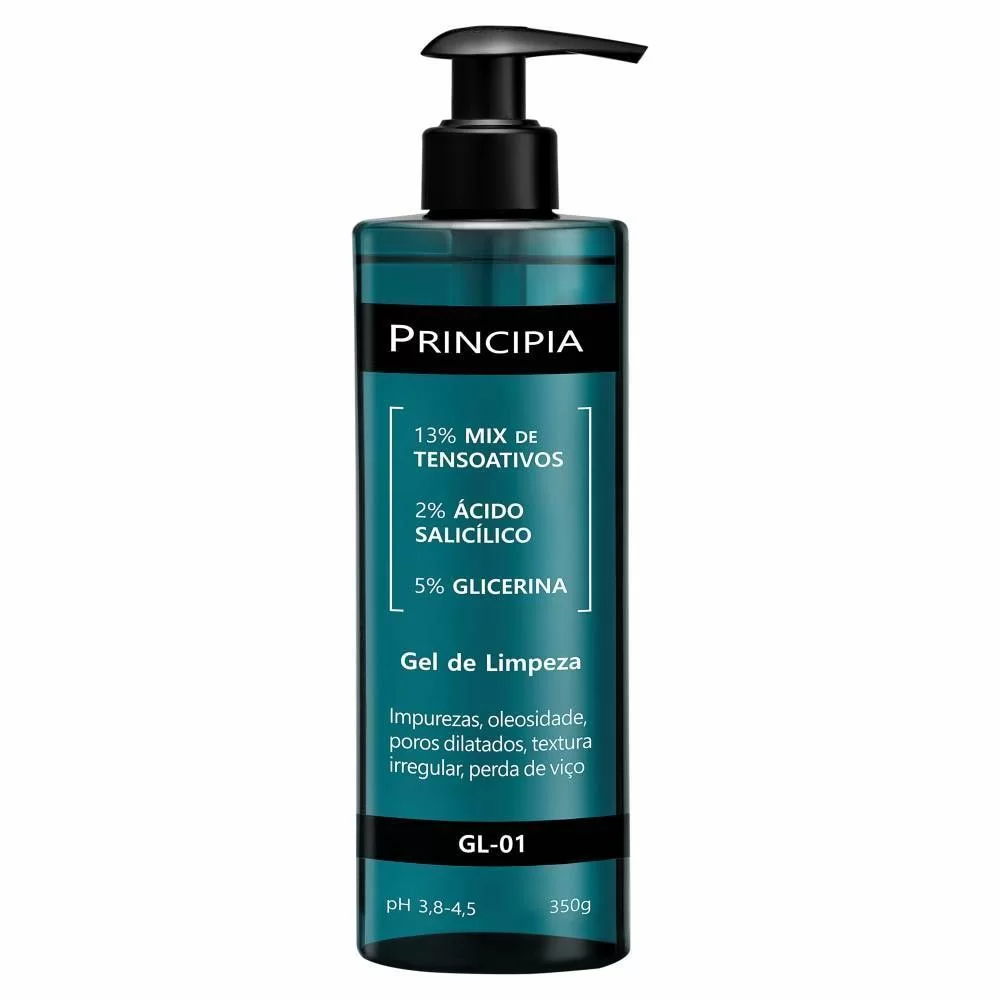 PRINCIPIA
13% MIX DE
TENSOATIVOS
2% ÁCIDO
SALICÍLICO
5% GLICERINA
Gel de Limpeza
Impurezas, oleosidade,
poros dilatados, textura
irregular, perda de viço
GL-01
pH 3,8-4,5 350g